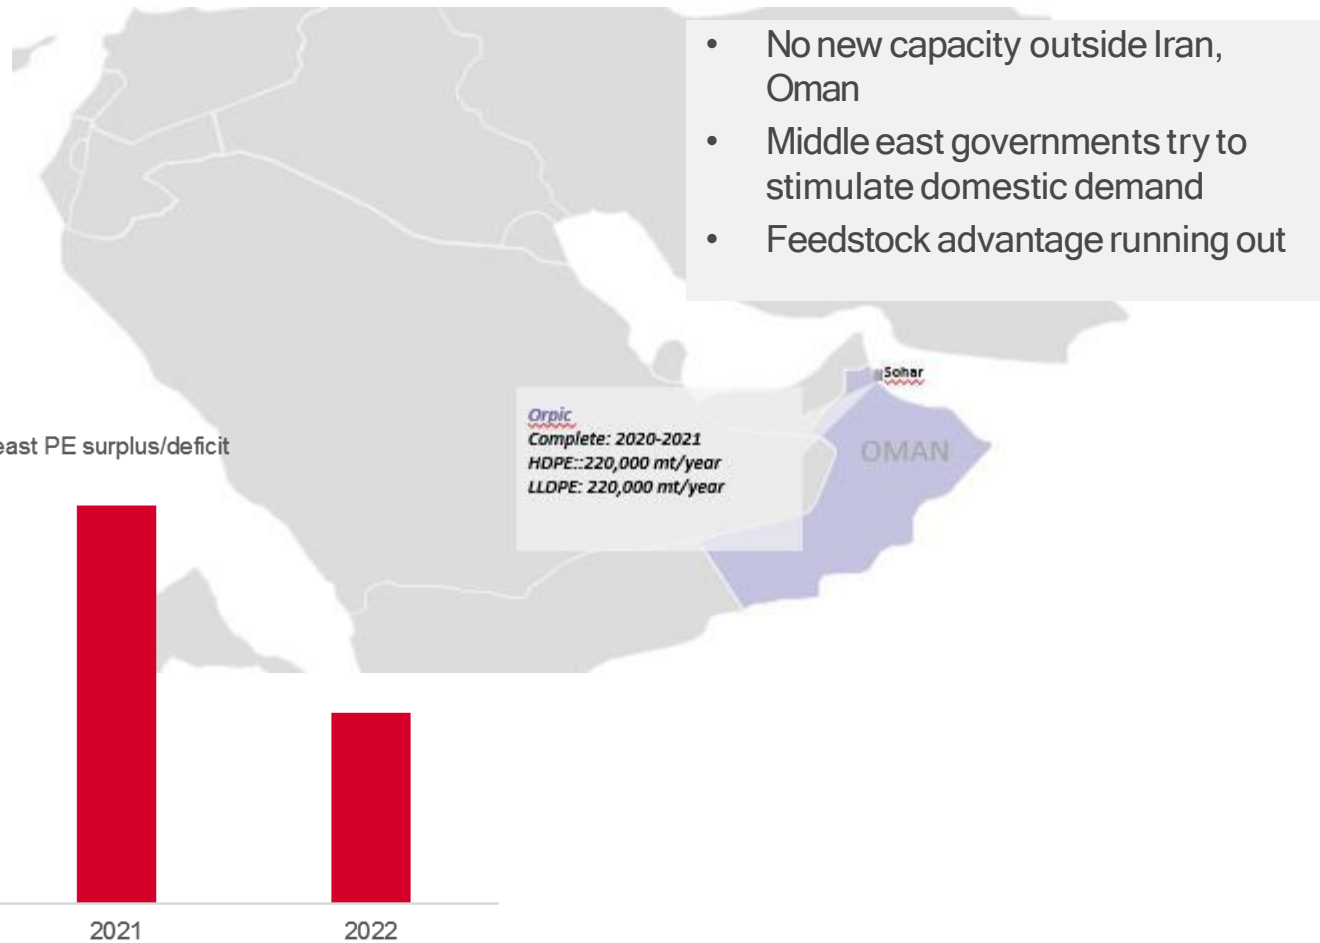 • No new capacity outside Iran,
Oman
• Middle east governments try to
stimulate domestic demand
• Feedstock advantage running out
Sohar
Orpic
Complete: 2020-2021
HDPE::220,000 mt/year
LLDPE: 220,000 mt/year
OMAN
east PE surplus/deficit
2021
2022